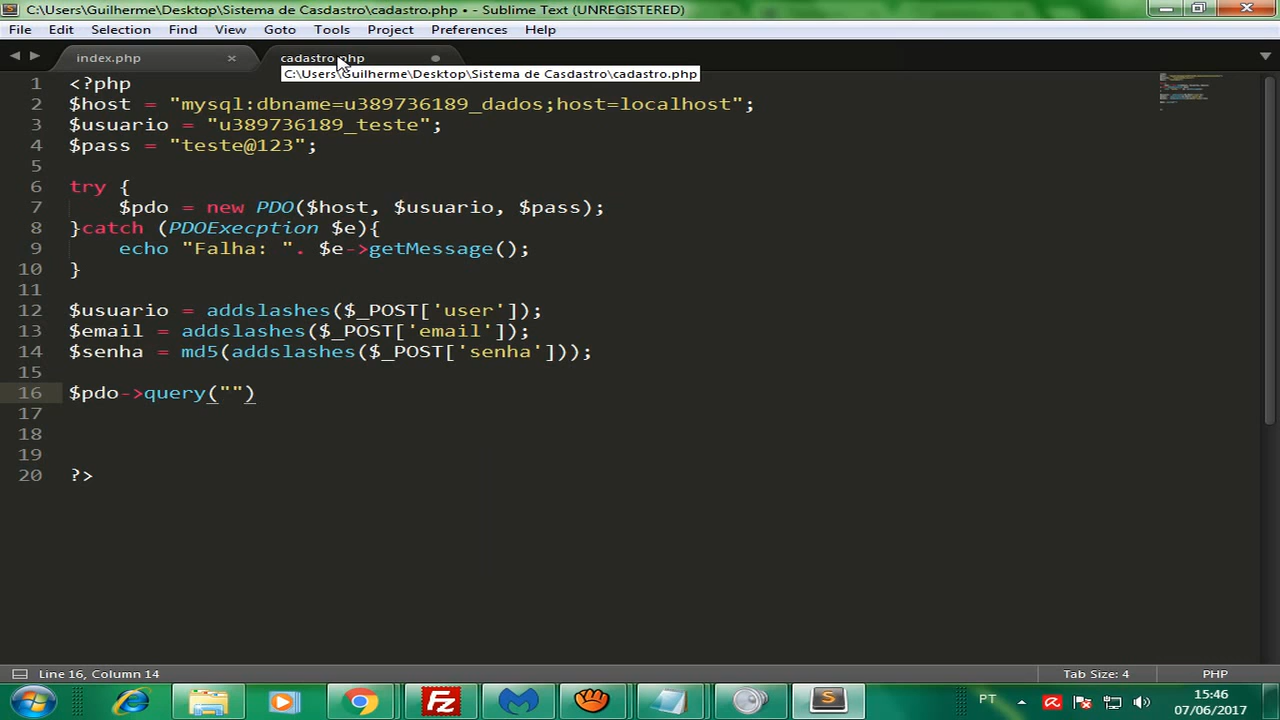 C:\Users\Guilherme\Desktop\Sistema de Casdastro\cadastro.php • - Sublime Text (UNREGISTERED)
File Edit Selection Find View Goto Tools Project Preferences Help
index.php × cadastro.php
C:\Users\Guilherme\Desktop\Sistema de Casdastro\cadastro.php
1 <?php
2 $host = "mysql:dbname=u389736189_dados;host=localhost";
3 $usuario = "u389736189_teste";
4 $pass = "teste@123";
5
6 try {
7 $pdo = new PDO($host, $usuario, $pass);
8 }catch (PDOExecption $e){
9 echo "Falha: ". $e->getMessage();
10 }
11
12 $usuario = addslashes($_POST['user']);
13 $email = addslashes($_POST['email']);
14 $senha = md5(addslashes($_POST['senha']));
15
16 $pdo->query("")
17
18
19
20 ?>
Line 16, Column 14 Tab Size: 4 PHP
PT 15:46
07/06/2017